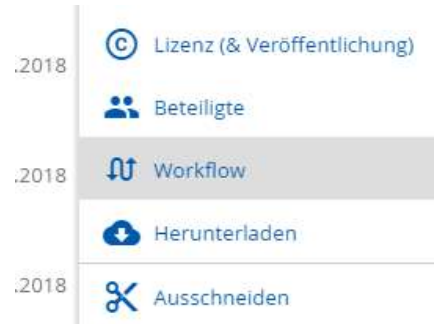 Lizenz (& Veröffentlichung)
.2018
Beteiligte
Workflow
.2018
Herunterladen
.2018
Ausschneiden